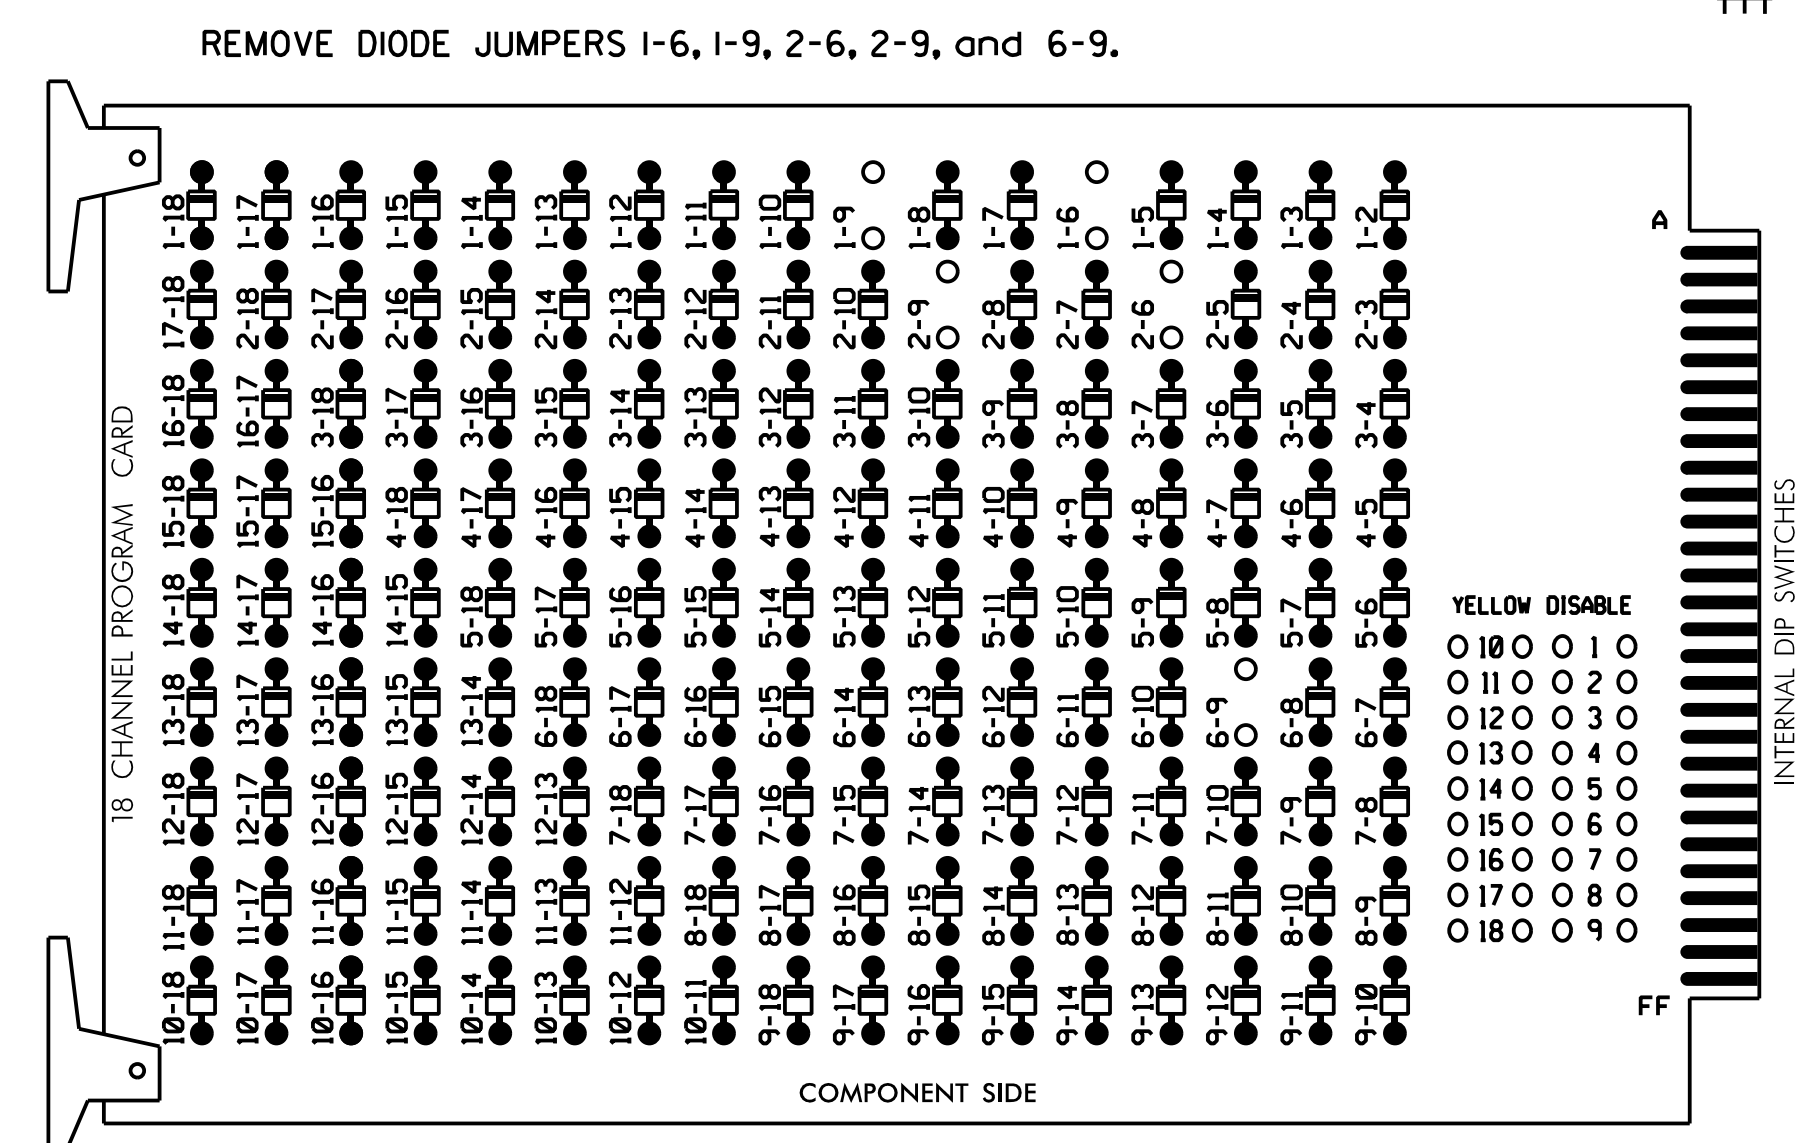 REMOVE DIODE JUMPERS 1-6, 1-9, 2-6, 2-9, and 6-9.
1-18 1-17 1-16 1-15 1-14 1-13 1-12 1-11 1-10 1-9 1-8 1-7 1-6 1-5 1-4 1-3 1-2
17-18 2-18 2-17 2-16 2-15 2-14 2-13 2-12 2-11 2-10 2-9 2-8 2-7 2-6 2-5 2-4 2-3
16-18 16-17 3-18 3-17 3-16 3-15 3-14 3-13 3-12 3-11 3-10 3-9 3-8 3-7 3-6 3-5 3-4
15-18 15-17 15-16 4-18 4-17 4-16 4-15 4-14 4-13 4-12 4-11 4-10 4-9 4-8 4-7 4-6 4-5
14-18 14-17 14-16 14-15 5-18 5-17 5-16 5-15 5-14 5-13 5-12 5-11 5-10 5-9 5-8 5-7 5-6
13-18 13-17 13-16 13-15 13-14 6-18 6-17 6-16 6-15 6-14 6-13 6-12 6-11 6-10 6-9 6-8 6-7
12-18 12-17 12-16 12-15 12-14 12-13 7-18 7-17 7-16 7-15 7-14 7-13 7-12 7-11 7-10 7-9 7-8
11-18 11-17 11-16 11-15 11-14 11-13 11-12 8-18 8-17 8-16 8-15 8-14 8-13 8-12 8-11 8-10 8-9
10-18 10-17 10-16 10-15 10-14 10-13 10-12 10-11 9-18 9-17 9-16 9-15 9-14 9-13 9-12 9-11 9-10
18 CHANNEL PROGRAM CARD
A
YELLOW DISABLE
10 1
11 2
12 3
13 4
14 5
15 6
16 7
17 8
18 9
FF
INTERNAL DIP SWITCHES
COMPONENT SIDE